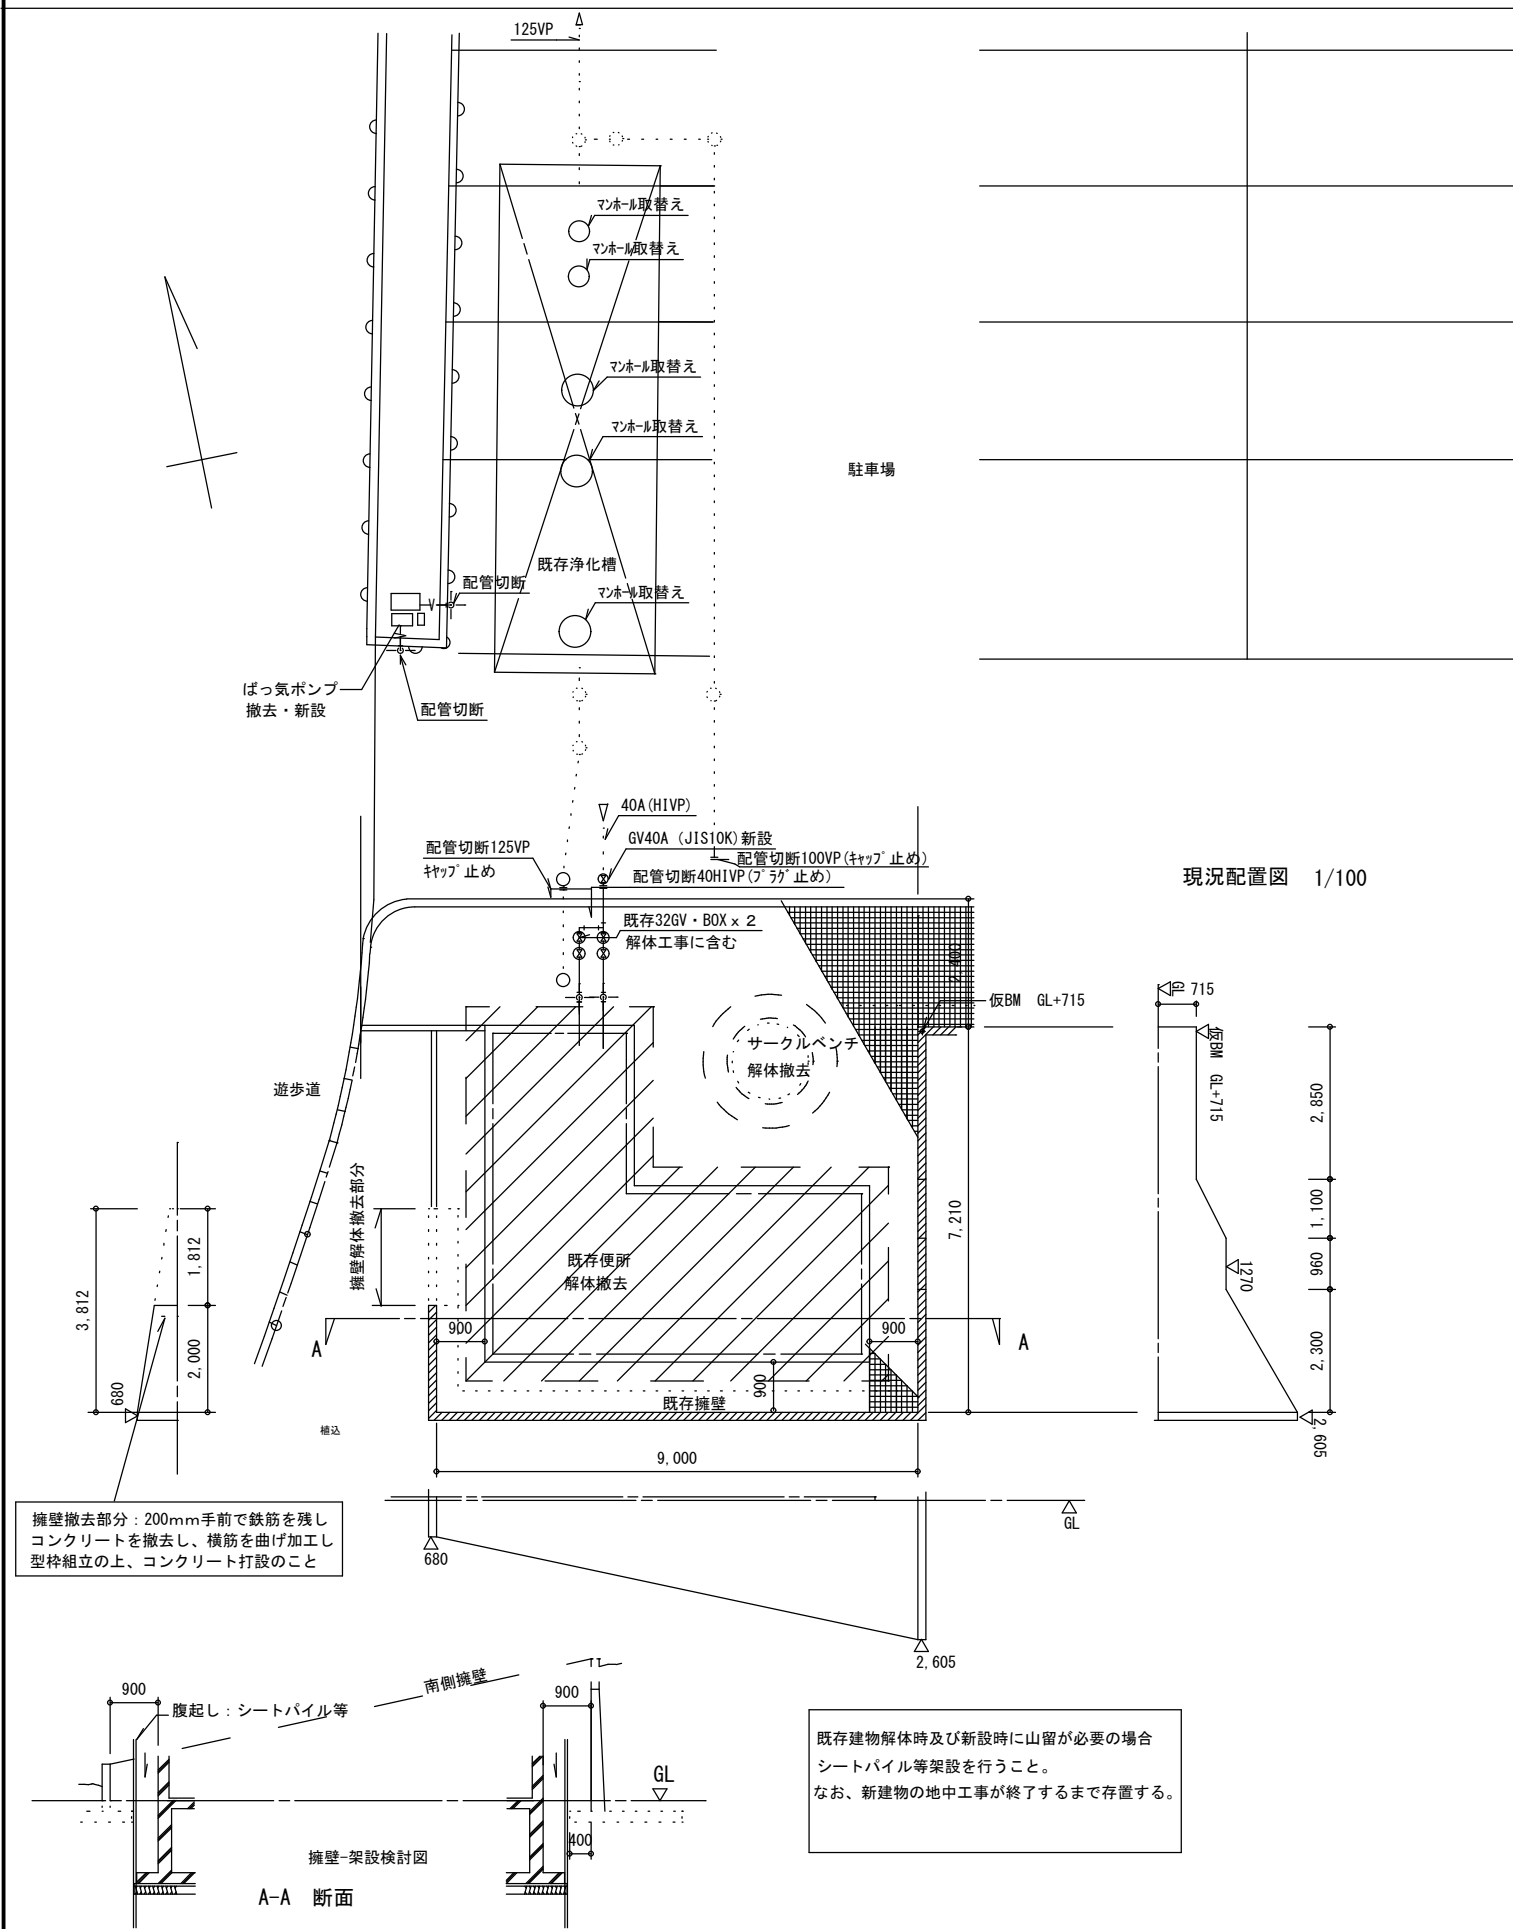 125VP
マンホール取替え
マンホール取替え
マンホール取替え
マンホール取替え
駐車場
既存浄化槽
配管切断
マンホール取替え
ばっ気ポンプ
撤去・新設
配管切断
40A(HIVP)
GV40A (JIS10K)新設
配管切断125VP
キャップ止め
配管切断100VP(キャップ止め)
配管切断40HIVP(プラグ止め)
現況配置図 1/100
既存32GV・BOX x 2
解体工事に含む
2,400
仮BM GL+715
GL 715
仮BM GL+715
サークルベンチ
解体撤去
遊歩道
2,850
擁壁解体撤去部分
7,210
1,100
1,812
3,812
既存便所
解体撤去
1270
960
2,300
A
900
900
A
2,000
680
900
既存擁壁
2,605
植込
9,000
擁壁撤去部分:200mm手前で鉄筋を残し
コンクリートを撤去し、横筋を曲げ加工し
型枠組立の上、コンクリート打設のこと
GL
680
2,605
南側擁壁
900
900
腹起し:シートパイル等
既存建物解体時及び新設時に山留が必要の場合
シートパイル等架設を行うこと。
なお、新建物の地中工事が終了するまで存置する。
GL
400
擁壁-架設検討図
A-A 断面